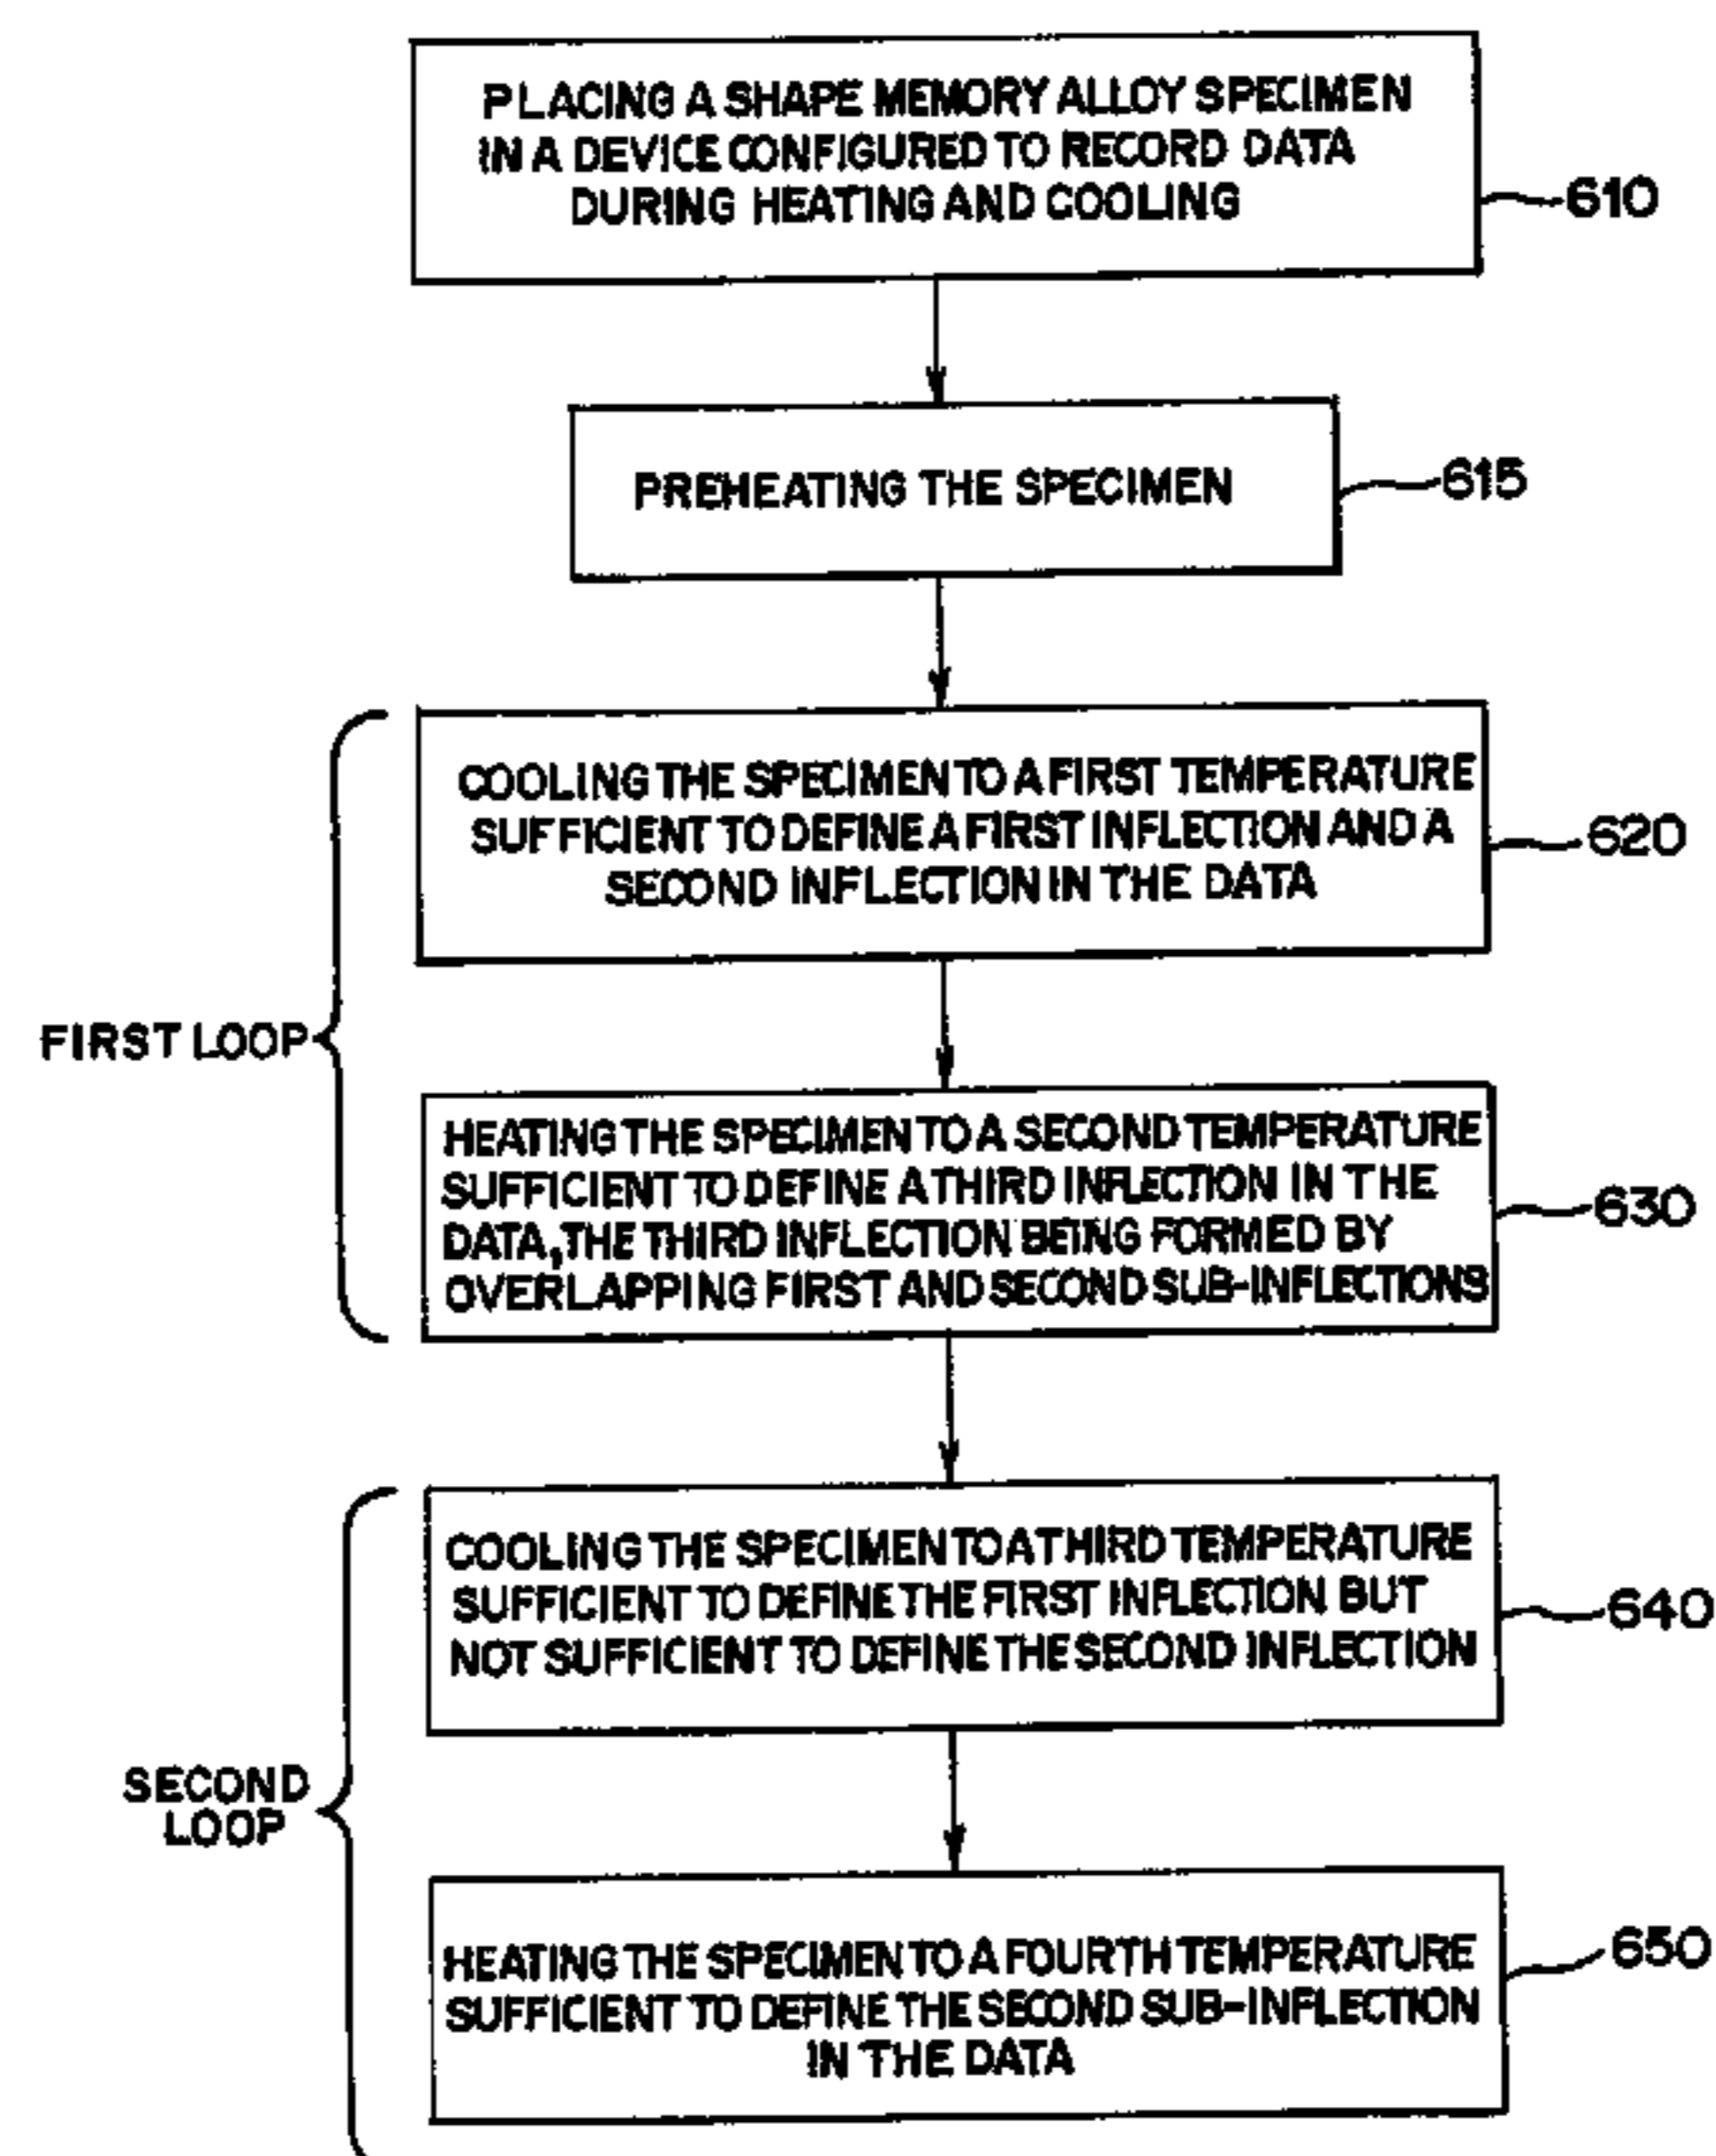 PLACING A SHAPE MEMORY ALLOY SPECIMEN
IN A DEVICE CONFIGURED TO RECORD DATA
DURING HEATING AND COOLING
610
PREHEATING THE SPECIMEN
615
COOLING THE SPECIMEN TO A FIRST TEMPERATURE
SUFFICIENT TO DEFINE A FIRST INFLECTION AND A
SECOND INFLECTION IN THE DATA
620
FIRST LOOP
HEATING THE SPECIMEN TO A SECOND TEMPERATURE
SUFFICIENT TO DEFINE A THIRD INFLECTION IN THE
DATA, THE THIRD INFLECTION BEING FORMED BY
OVERLAPPING FIRST AND SECOND SUB-INFLECTIONS
630
COOLING THE SPECIMEN TO A THIRD TEMPERATURE
SUFFICIENT TO DEFINE THE FIRST INFLECTION BUT
NOT SUFFICIENT TO DEFINE THE SECOND INFLECTION
640
SECOND
LOOP
HEATING THE SPECIMEN TO A FOURTH TEMPERATURE
SUFFICIENT TO DEFINE THE SECOND SUB-INFLECTION
IN THE DATA
650